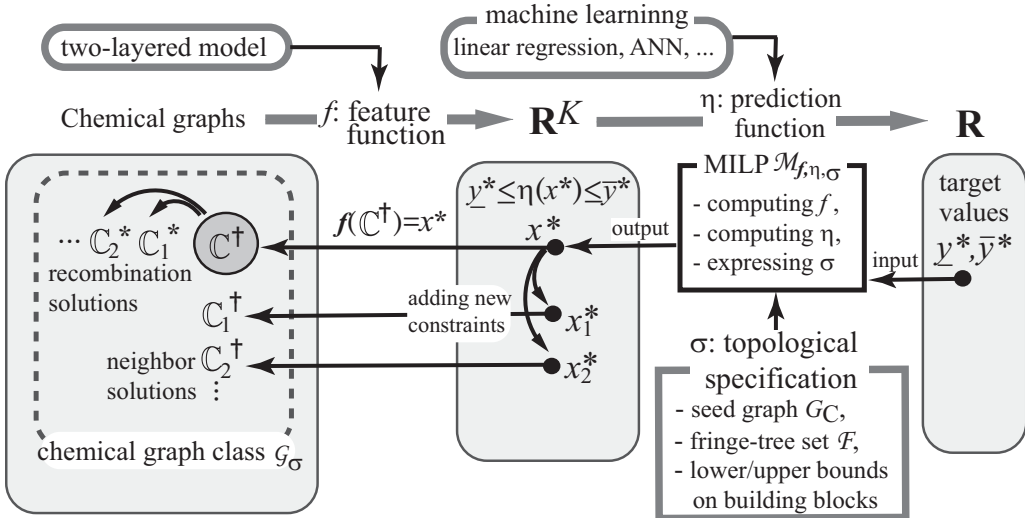 two-layered model
machine learninng
linear regression, ANN, ...
Chemical graphs
f: feature
function
R^K
η: prediction
function
R
y*≤η(x*)≤y̅*
MILP ℳ_f,η,σ
- computing f,
- computing η,
- expressing σ
target
values
y*,y̅*
input
output
f(ℂ†)=x*
x*
... ℂ₂* ℂ₁*
ℂ†
recombination
solutions
adding new
constraints
ℂ₁†
x₁*
neighbor
solutions
ℂ₂†
⋮
x₂*
chemical graph class 𝒢_σ
σ: topological
specification
- seed graph G_C,
- fringe-tree set ℱ,
- lower/upper bounds
on building blocks